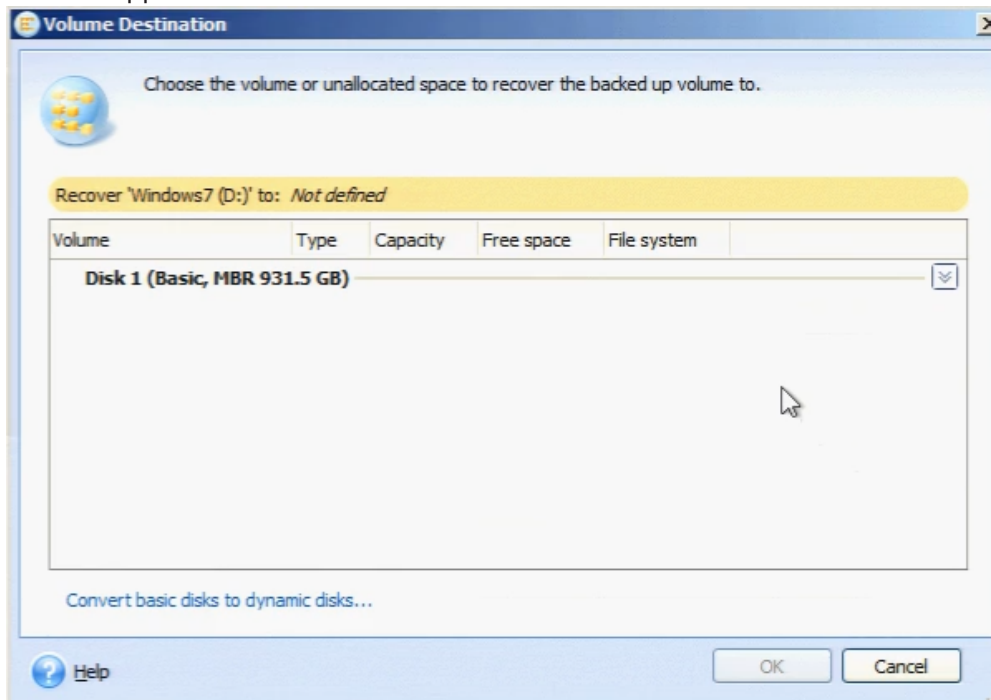 Volume Destination
Choose the volume or unallocated space to recover the backed up volume to.
Recover 'Windows7 (D:)' to: Not defined
Volume Type Capacity Free space File system
Disk 1 (Basic, MBR 931.5 GB)
Convert basic disks to dynamic disks...
Help OK Cancel